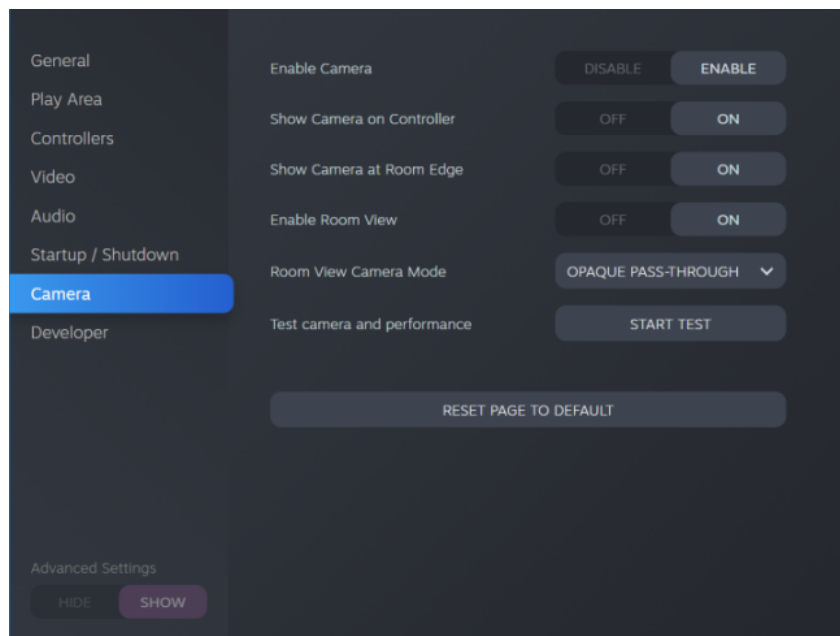 General
Play Area
Controllers
Video
Audio
Startup / Shutdown
Camera
Developer
Advanced Settings
HIDE SHOW
Enable Camera DISABLE ENABLE
Show Camera on Controller OFF ON
Show Camera at Room Edge OFF ON
Enable Room View OFF ON
Room View Camera Mode OPAQUE PASS-THROUGH
Test camera and performance START TEST
RESET PAGE TO DEFAULT